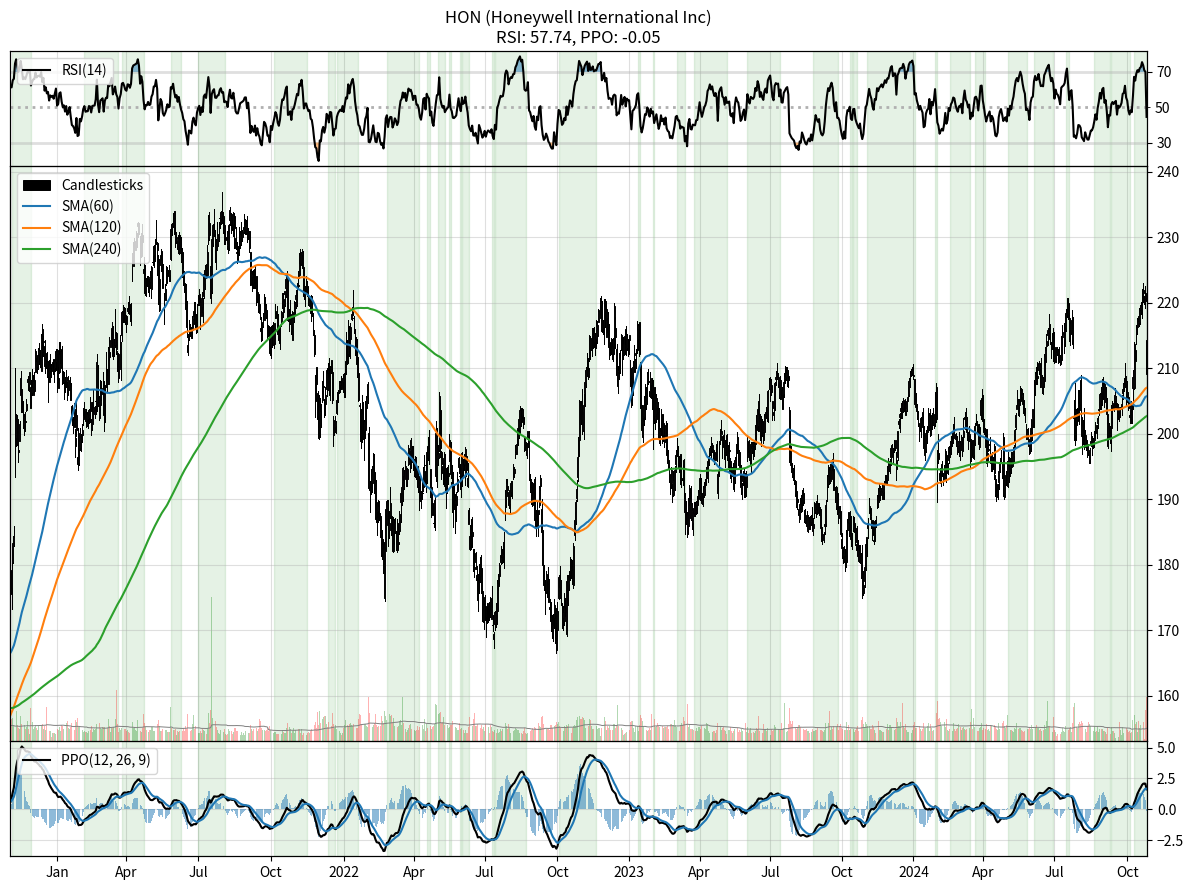 HON (Honeywell International Inc)
RSI: 57.74, PPO: -0.05
RSI(14)
70
50
30
Candlesticks
SMA(60)
SMA(120)
SMA(240)
240
230
220
210
200
190
180
170
160
PPO(12, 26, 9)
5.0
2.5
0.0
−2.5
Jan Apr Jul Oct 2022 Apr Jul Oct 2023 Apr Jul Oct 2024 Apr Jul Oct